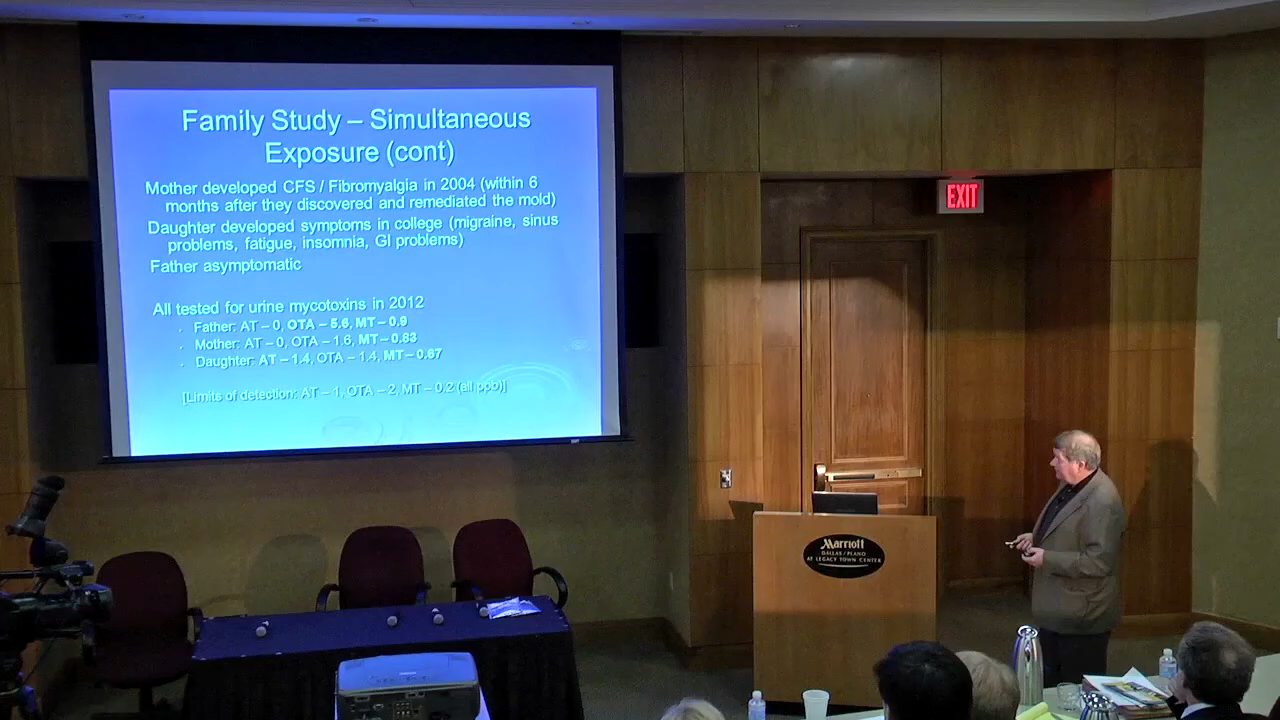 Family Study – Simultaneous
Exposure (cont)
Mother developed CFS / Fibromyalgia in 2004 (within 6
months after they discovered and remediated the mold)
Daughter developed symptoms in college (migraine, sinus
problems, fatigue, insomnia, GI problems)
Father asymptomatic
All tested for urine mycotoxins in 2012
Father: AT – 0, OTA – 5.6, MT – 0.9
Mother: AT – 0, OTA – 1.6, MT – 0.83
Daughter: AT – 1.4, OTA – 1.4, MT – 0.67
[Limits of detection: AT – 1, OTA – 2, MT – 0.2 (all ppb)]
EXIT
Marriott
DALLAS / PLANO
AT LEGACY TOWN CENTER